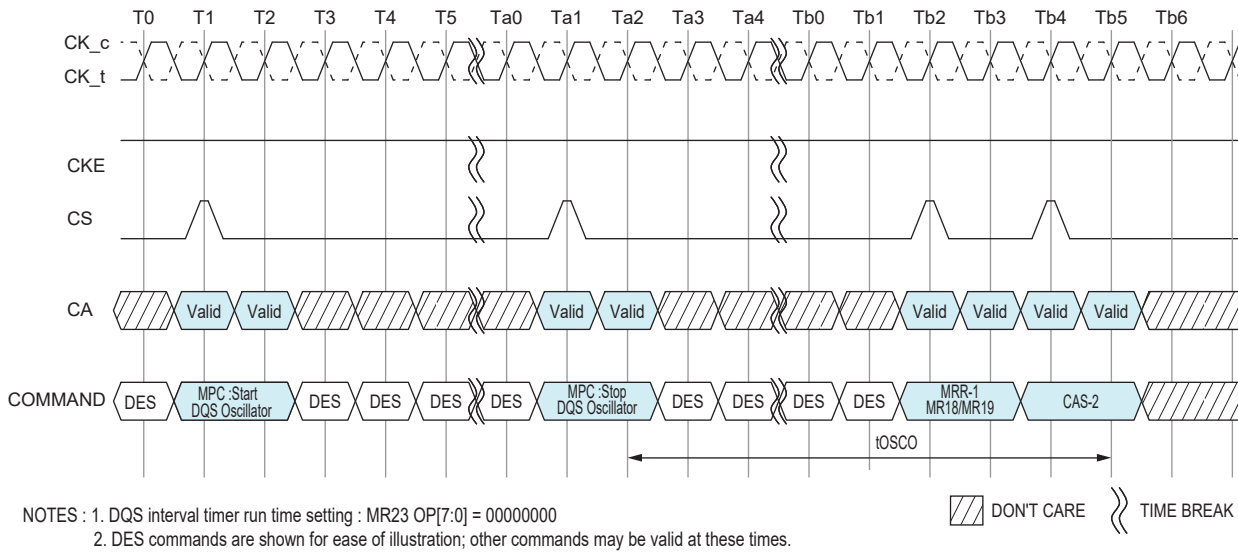 T0 T1 T2 T3 T4 T5 Ta0 Ta1 Ta2 Ta3 Ta4 Tb0 Tb1 Tb2 Tb3 Tb4 Tb5 Tb6
CK_c
CK_t
CKE
CS
CA Valid Valid Valid Valid Valid Valid Valid Valid
COMMAND DES MPC :Start DQS Oscillator DES DES DES DES MPC :Stop DQS Oscillator DES DES DES DES MRR-1 MR18/MR19 CAS-2
tOSCO
DON'T CARE TIME BREAK
NOTES : 1. DQS interval timer run time setting : MR23 OP[7:0] = 00000000
2. DES commands are shown for ease of illustration; other commands may be valid at these times.